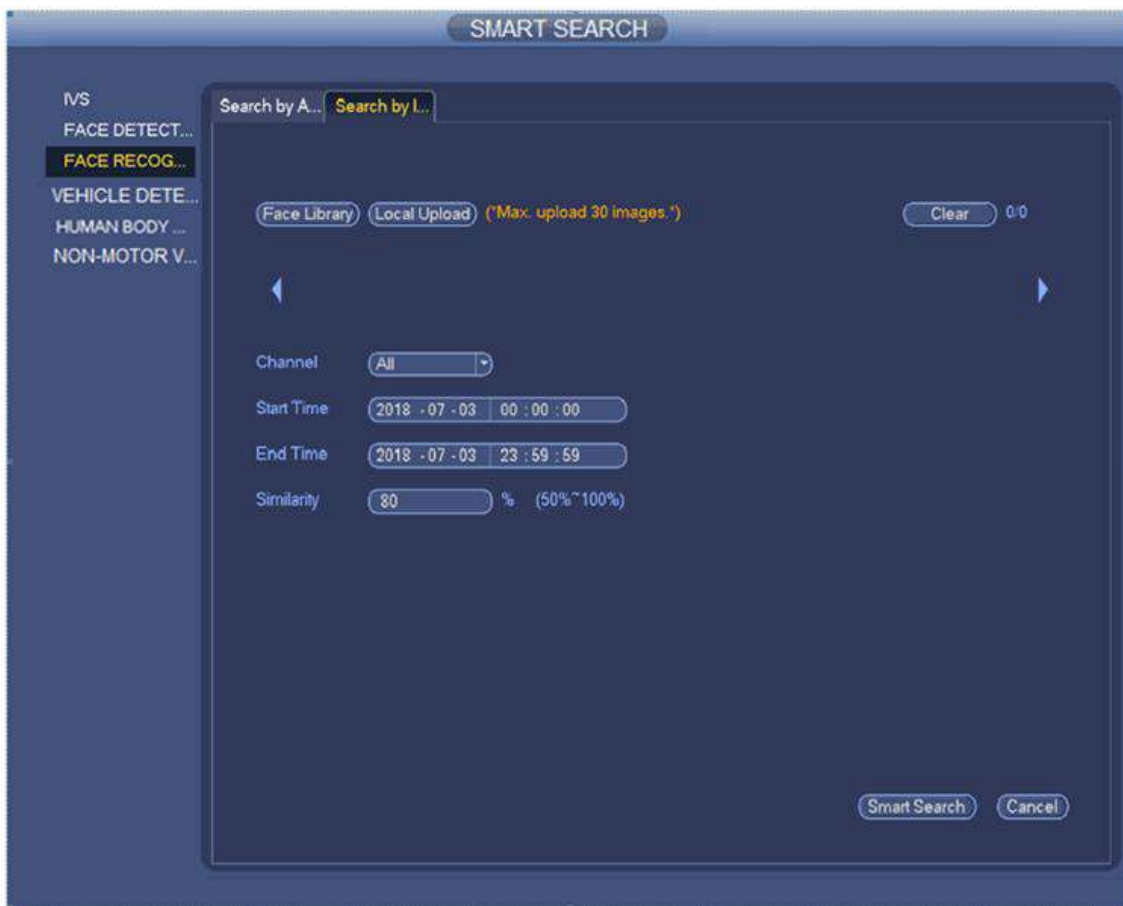 SMART SEARCH
IVS
FACE DETECT...
FACE RECOG...
VEHICLE DETE...
HUMAN BODY ...
NON-MOTOR V...
Search by A... Search by I...
Face Library Local Upload ("Max. upload 30 images.") Clear 0/0
Channel All
Start Time 2018 - 07 - 03 00 : 00 : 00
End Time 2018 - 07 - 03 23 : 59 : 59
Similarity 80 % (50%~100%)
Smart Search Cancel